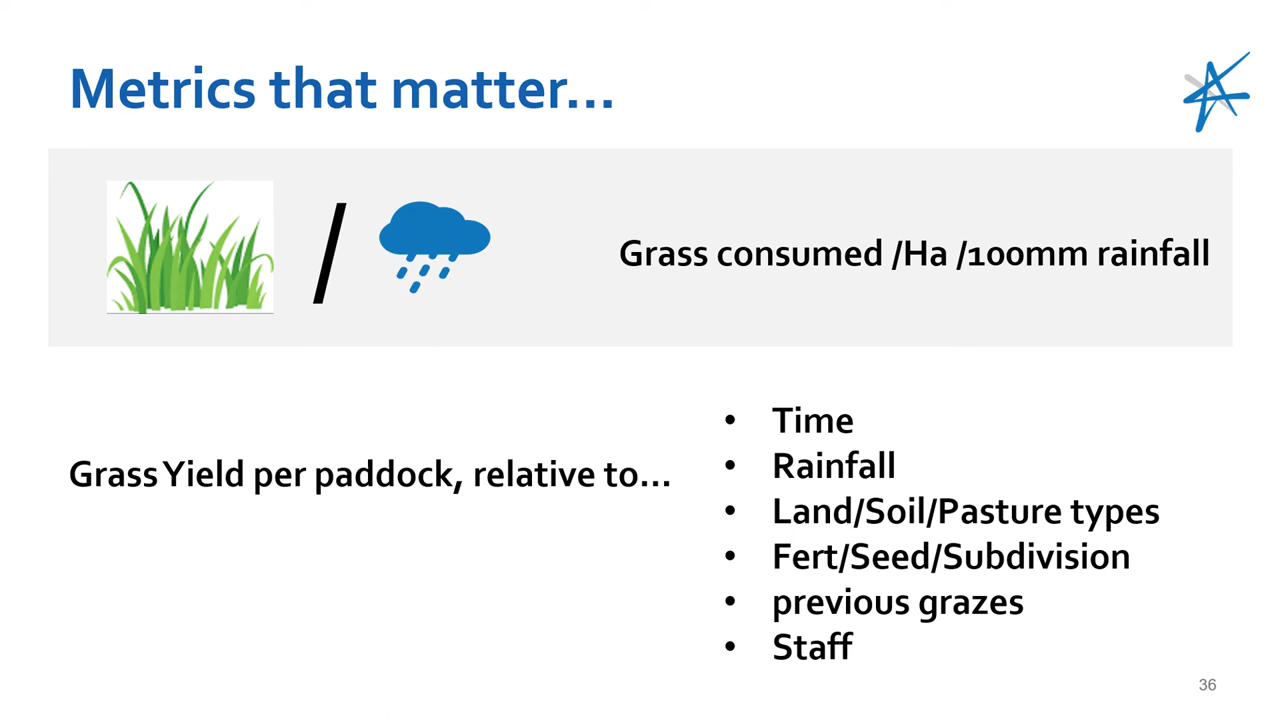 Metrics that matter...
/
Grass consumed /Ha /100mm rainfall
Grass Yield per paddock, relative to...
• Time
• Rainfall
• Land/Soil/Pasture types
• Fert/Seed/Subdivision
• previous grazes
• Staff
36